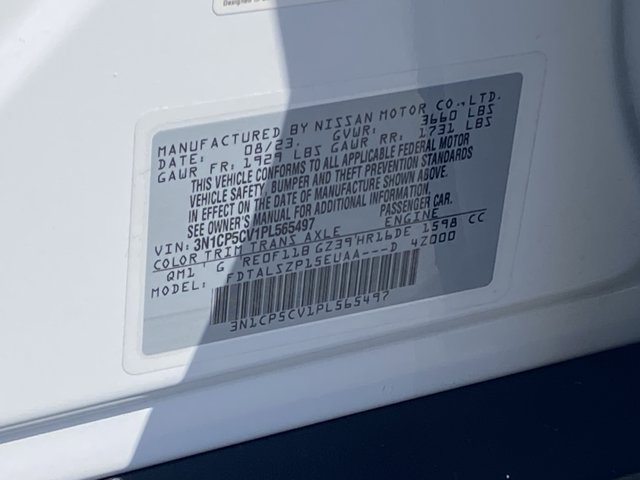 MANUFACTURED BY NISSAN MOTOR CO., LTD.
DATE: 08/23. GVWR: 3660 LBS
GAWR FR: 1929 LBS GAWR RR: 1731 LBS
THIS VEHICLE CONFORMS TO ALL APPLICABLE FEDERAL MOTOR
VEHICLE SAFETY, BUMPER AND THEFT PREVENTION STANDARDS
IN EFFECT ON THE DATE OF MANUFACTURE SHOWN ABOVE.
SEE OWNER'S MANUAL FOR ADDITIONAL INFORMATION.
VIN: 3N1CP5CV1PL565497 PASSENGER CAR.
COLOR TRIM TRANS AXLE ENGINE
QM1 G RE0F11B GZ39 HR16DE 1598 CC
MODEL: FDTALSZP15EUAA---D 4Z000
3N1CP5CV1PL565497